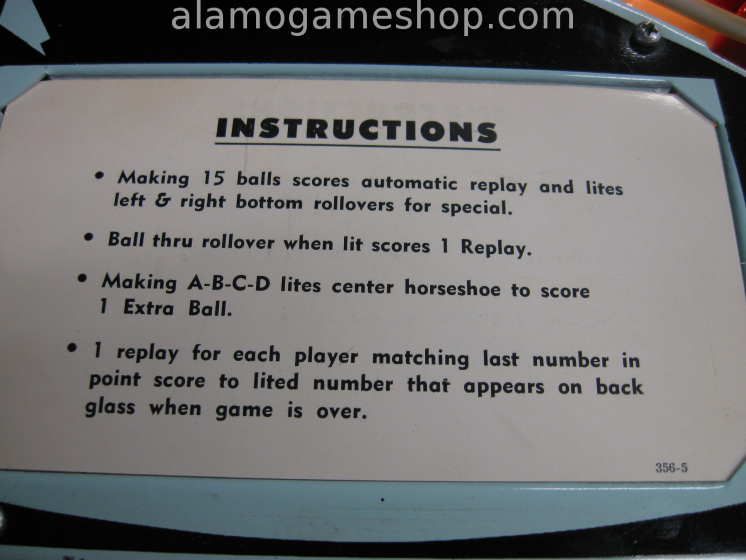 alamogameshop.com
INSTRUCTIONS
• Making 15 balls scores automatic replay and lites
left & right bottom rollovers for special.
• Ball thru rollover when lit scores 1 Replay.
• Making A-B-C-D lites center horseshoe to score
1 Extra Ball.
• 1 replay for each player matching last number in
point score to lited number that appears on back
glass when game is over.
356-5